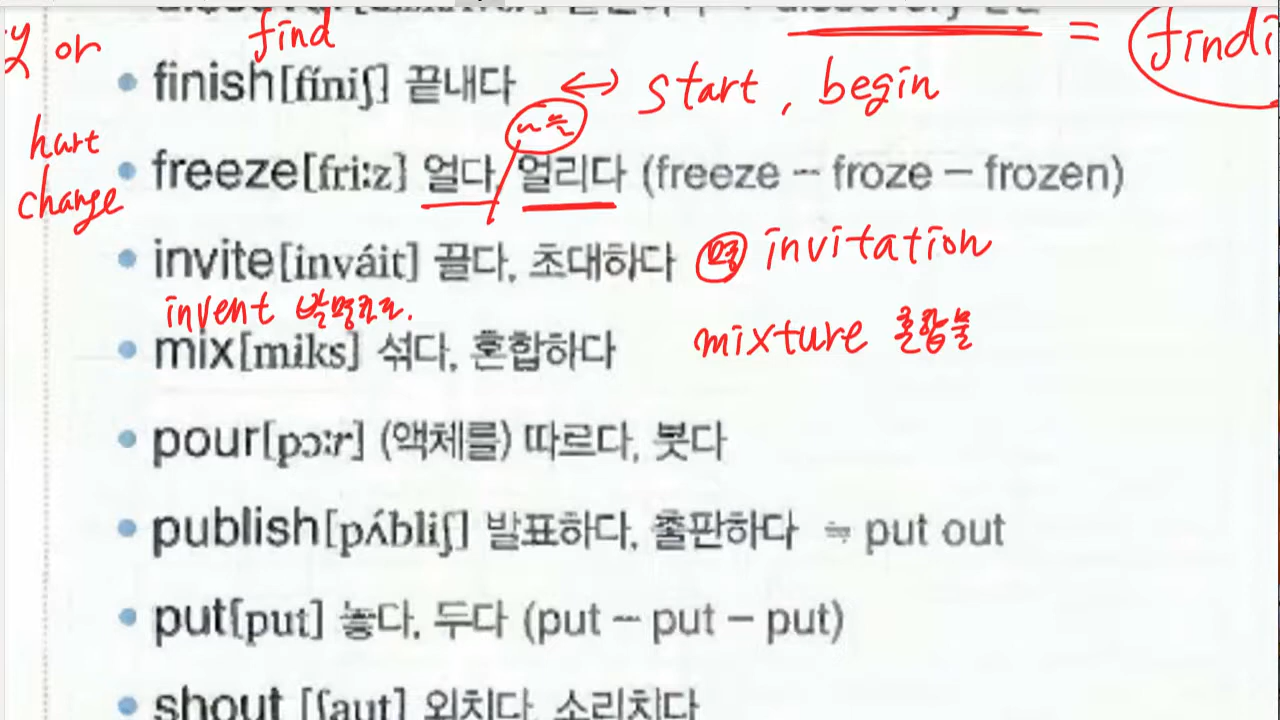 find
finish[fíniʃ] 끝내다 ↔ start, begin
~을
hurt
change
freeze[fri:z] 얼다, 얼리다 (freeze – froze – frozen)
invite[inváit] 끌다, 초대하다 명 invitation
invent 발명하다.
mix[miks] 섞다, 혼합하다 mixture 혼합물
pour[pɔ:r] (액체를) 따르다, 붓다
publish[pʌ́bliʃ] 발표하다, 출판하다 ≒ put out
put[put] 놓다, 두다 (put – put – put)
shout [ʃaut] 외치다, 소리치다